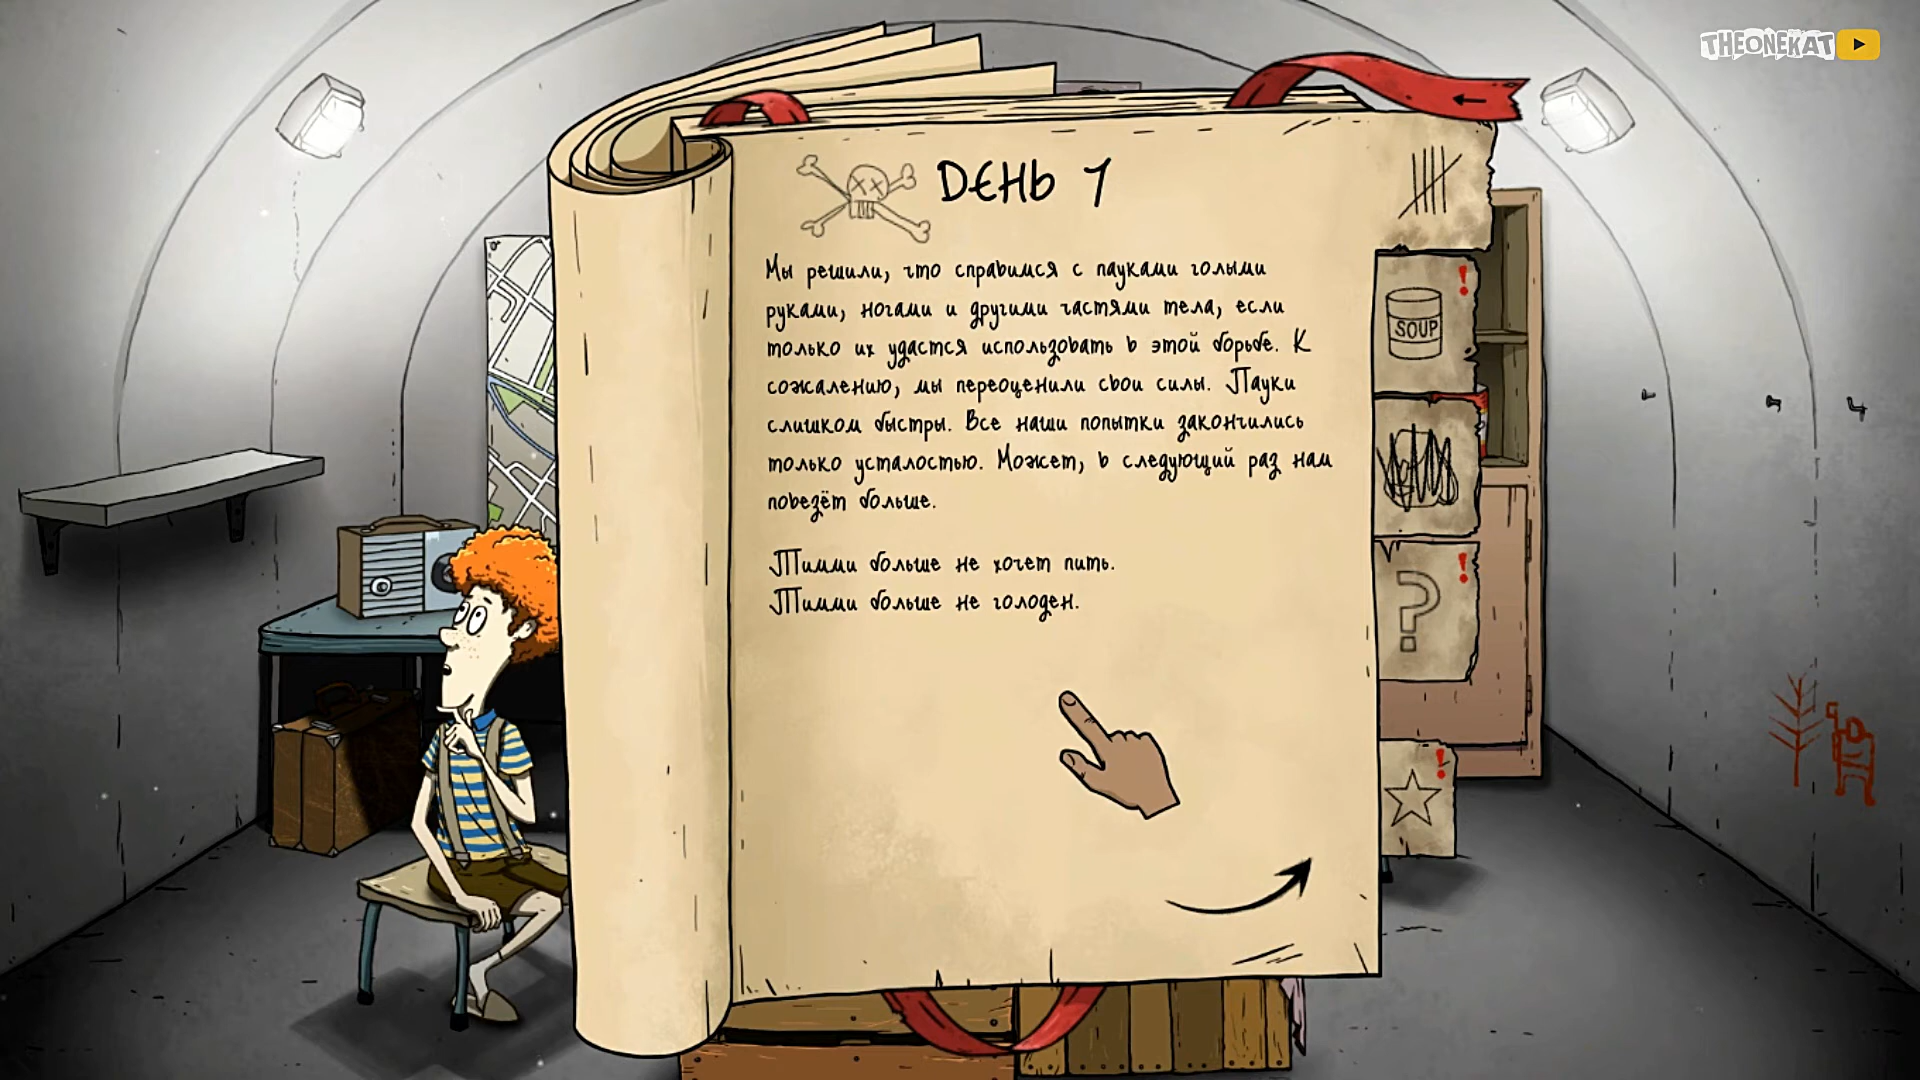 THEONEKAT
ДЕНЬ 7
Мы решили, что справимся с пауками голыми
руками, ногами и другими частями тела, если
только их удастся использовать в этой борьбе. К
сожалению, мы переоценили свои силы. Пауки
слишком быстры. Все наши попытки закончились
только усталостью. Может, в следующий раз нам
повезёт больше.
Тимми больше не хочет пить.
Тимми больше не голоден.
!
SOUP
?
!
!